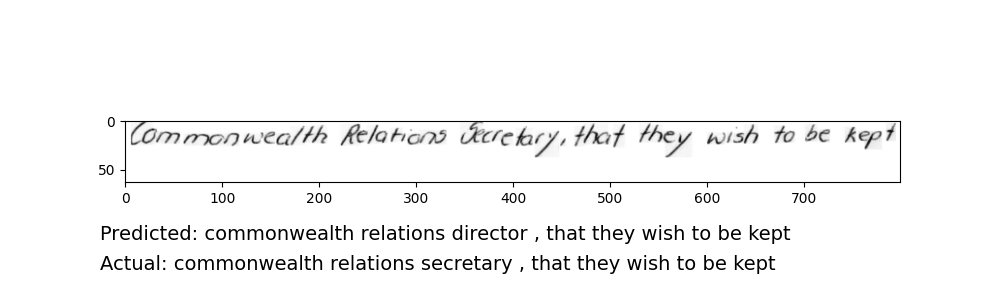 0
Commonwealth Relations Secretary, that they wish to be kept
50
0 100 200 300 400 500 600 700
Predicted: commonwealth relations director , that they wish to be kept
Actual: commonwealth relations secretary , that they wish to be kept